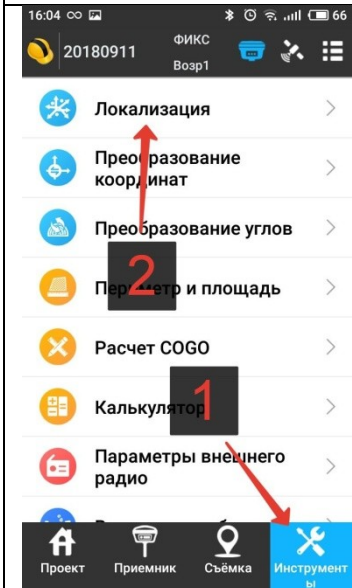 16:04 66
20180911 ФИКС
Возр1
Локализация
Преобразование
координат
Преобразование углов
2
Периметр и площадь
Расчет COGO
1
Калькулятор
Параметры внешнего
радио
Проект Приемник Съёмка Инструмент
ы